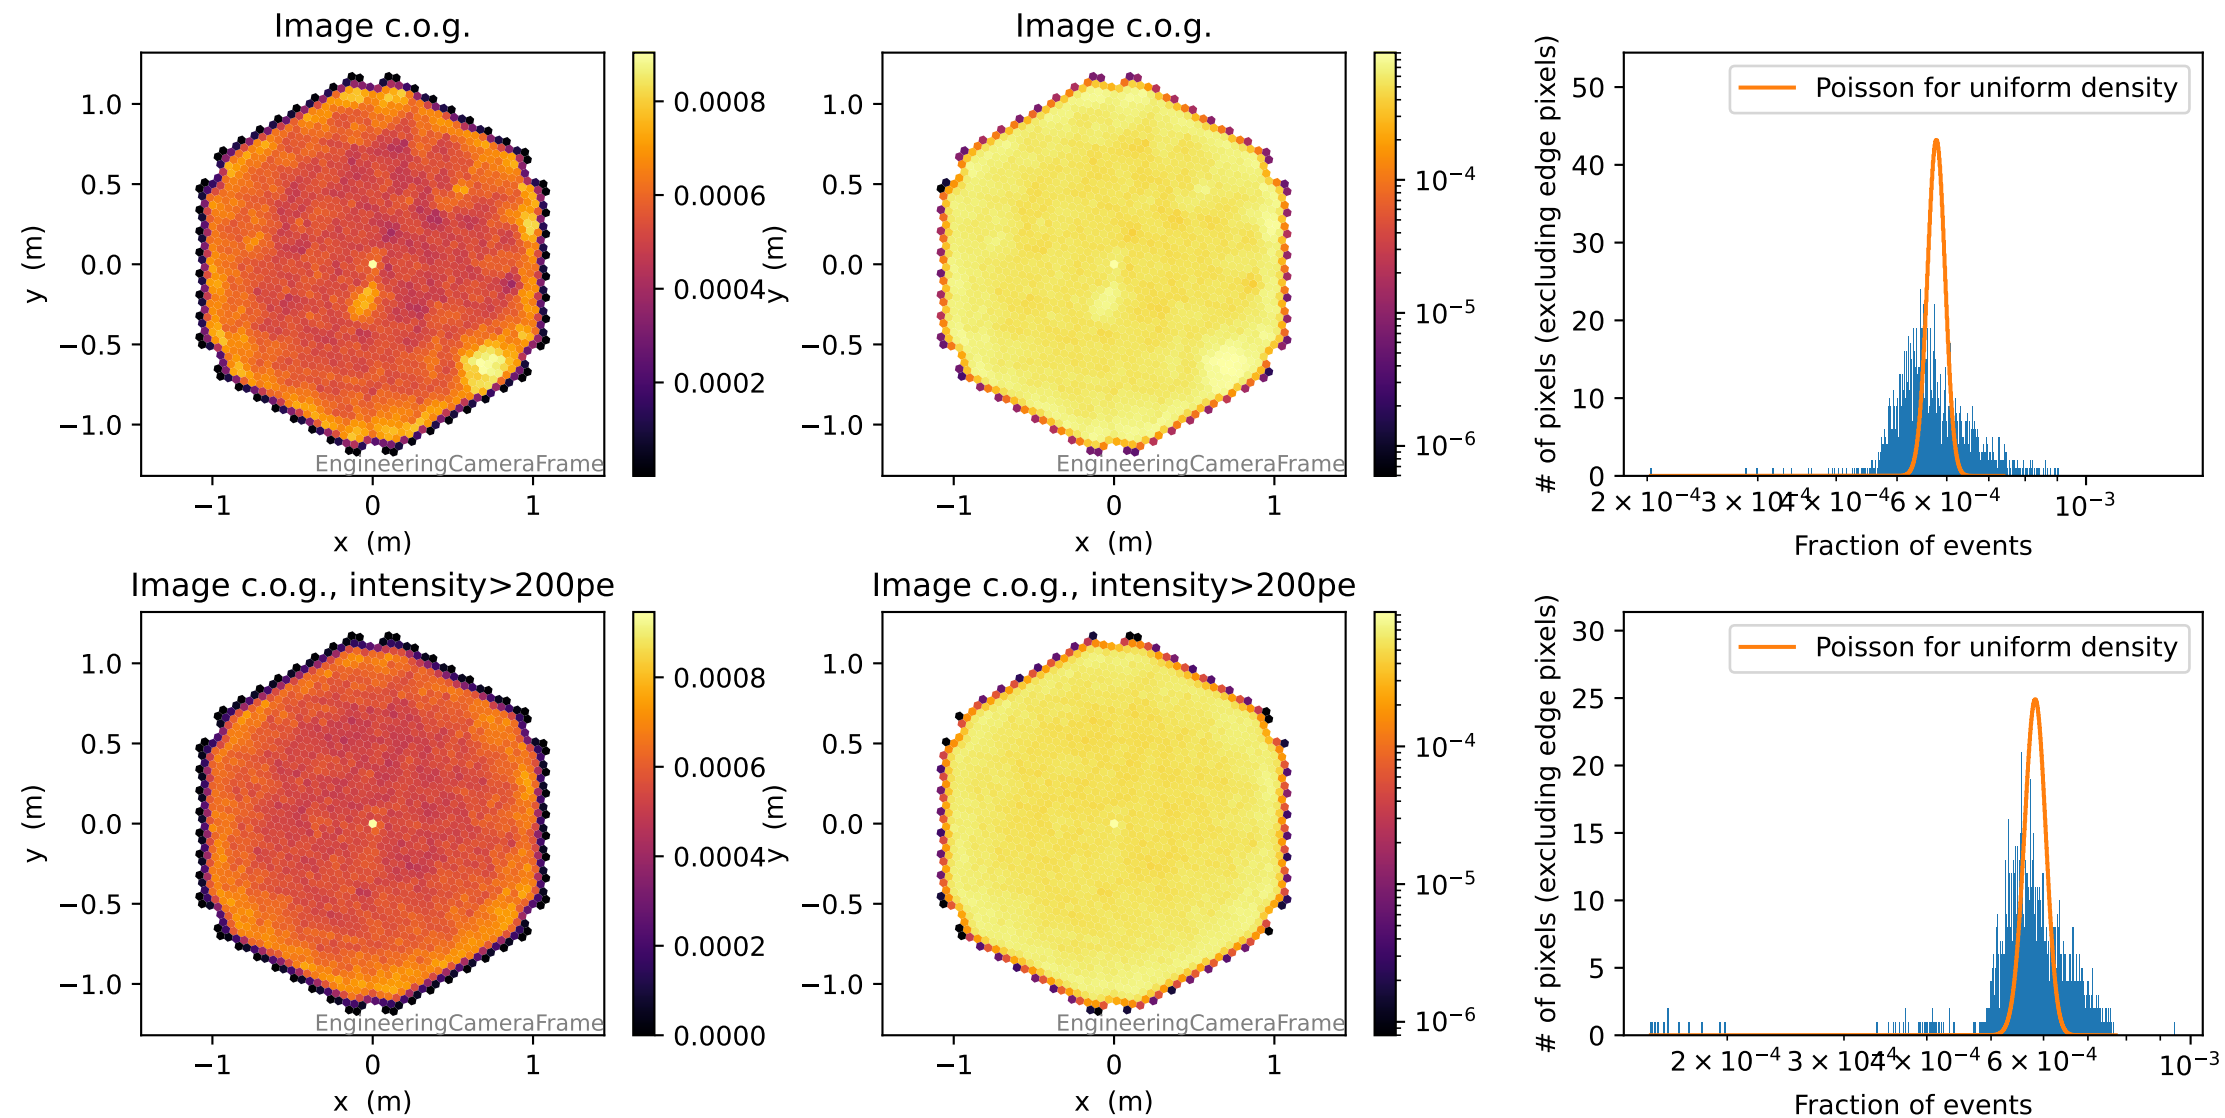 Image c.o.g.
1.0
0.5
0.0
−0.5
−1.0
y (m)
−1 0 1
x (m)
EngineeringCameraFrame
0.0008
0.0006
0.0004
0.0002
Image c.o.g.
1.0
0.5
0.0
−0.5
−1.0
y (m)
−1 0 1
x (m)
EngineeringCameraFrame
10⁻⁴
10⁻⁵
10⁻⁶
Poisson for uniform density
# of pixels (excluding edge pixels)
50
40
30
20
10
0
2 × 10⁻⁴ 3 × 10⁻⁴ 4 × 10⁻⁴ 6 × 10⁻⁴ 10⁻³
Fraction of events
Image c.o.g., intensity>200pe
1.0
0.5
0.0
−0.5
−1.0
y (m)
−1 0 1
x (m)
EngineeringCameraFrame
0.0008
0.0006
0.0004
0.0002
0.0000
Image c.o.g., intensity>200pe
1.0
0.5
0.0
−0.5
−1.0
y (m)
−1 0 1
x (m)
EngineeringCameraFrame
10⁻⁴
10⁻⁵
10⁻⁶
Poisson for uniform density
# of pixels (excluding edge pixels)
30
25
20
15
10
5
0
2 × 10⁻⁴ 3 × 10⁻⁴ 4 × 10⁻⁴ 6 × 10⁻⁴ 10⁻³
Fraction of events